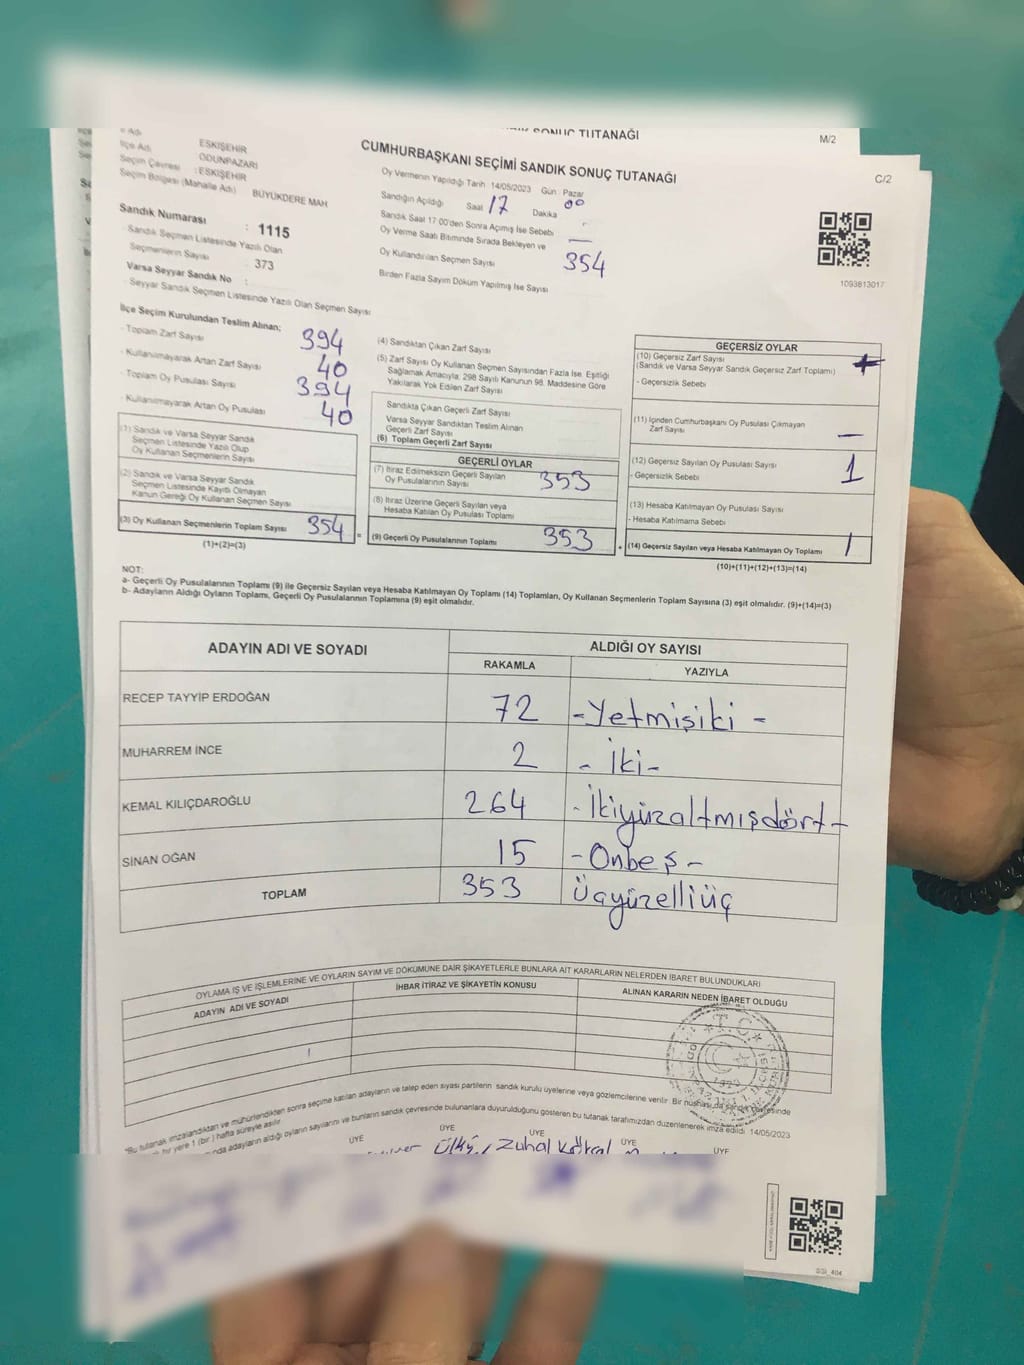 SONUÇ TUTANAĞI
M/2
CUMHURBAŞKANI SEÇİMİ SANDIK SONUÇ TUTANAĞI
C/2
İlçe Adı ESKİŞEHİR
Seçim Çevresi ODUNPAZARI
: ESKİŞEHİR
Seçim Bölgesi (Mahalle Adı) BÜYÜKDERE MAH
Sandık Numarası : 1115
- Sandık Seçmen Listesinde Yazılı Olan
Seçmenlerin Sayısı : 373
Varsa Seyyar Sandık No :
- Seyyar Sandık Seçmen Listesinde Yazılı Olan Seçmen Sayısı
Oy Vermenin Yapıldığı Tarih 14/05/2023 Gün Pazar
Sandığın Açıldığı Saat 17 Dakika 00
Sandık Saat 17:00'den Sonra Açımış İse Sebebi -
Oy Verme Saati Bitiminde Sırada Bekleyen ve
Oy Kullandırılan Seçmen Sayısı 354
Birden Fazla Sayım Döküm Yapılmış İse Sayısı
1093813017
İlçe Seçim Kurulundan Teslim Alınan;
- Toplam Zarf Sayısı 394
- Kullanılmayarak Artan Zarf Sayısı 40
- Toplam Oy Pusulası Sayısı 394
- Kullanılmayarak Artan Oy Pusulası 40
(1) Sandık ve Varsa Seyyar Sandık
Seçmen Listesinde Yazılı Olup
Oy Kullanan Seçmenlerin Sayısı
(2) Sandık ve Varsa Seyyar Sandık
Seçmen Listesinde Kayıtlı Olmayan
Kanun Gereği Oy Kullanan Seçmen Sayısı
(3) Oy Kullanan Seçmenlerin Toplam Sayısı 354
(1)+(2)=(3)
(4) Sandıktan Çıkan Zarf Sayısı
(5) Zarf Sayısı Oy Kullanan Seçmen Sayısından Fazla İse, Eşitliği
Sağlamak Amacıyla, 298 Sayılı Kanunun 98. Maddesine Göre
Yakılarak Yok Edilen Zarf Sayısı
Sandıkta Çıkan Geçerli Zarf Sayısı
Varsa Seyyar Sandıktan Teslim Alınan
Geçerli Zarf Sayısı
(6) Toplam Geçerli Zarf Sayısı
GEÇERLİ OYLAR
(7) İtiraz Edilmeksizin Geçerli Sayılan
Oy Pusulalarının Sayısı 353
(8) İtiraz Üzerine Geçerli Sayılan veya
Hesaba Katılan Oy Pusulası Toplamı
(9) Geçerli Oy Pusulalarının Toplamı 353
GEÇERSİZ OYLAR
(10) Geçersiz Zarf Sayısı
(Sandık ve Varsa Seyyar Sandık Geçersiz Zarf Toplamı)
- Geçersizlik Sebebi
(11) İçinden Cumhurbaşkanı Oy Pusulası Çıkmayan
Zarf Sayısı -
(12) Geçersiz Sayılan Oy Pusulası Sayısı 1
- Geçersizlik Sebebi
(13) Hesaba Katılmayan Oy Pusulası Sayısı
- Hesaba Katılmama Sebebi
(14) Geçersiz Sayılan veya Hesaba Katılmayan Oy Toplamı 1
(10)+(11)+(12)+(13)=(14)
NOT:
a- Geçerli Oy Pusulalarının Toplamı (9) ile Geçersiz Sayılan veya Hesaba Katılmayan Oy Toplamı (14) Toplamları, Oy Kullanan Seçmenlerin Toplam Sayısına (3) eşit olmalıdır. (9)+(14)=(3)
b- Adayların Aldığı Oyların Toplamı, Geçerli Oy Pusulalarının Toplamına (9) eşit olmalıdır.
ADAYIN ADI VE SOYADI ALDIĞI OY SAYISI
RAKAMLA YAZIYLA
RECEP TAYYİP ERDOĞAN 72 -Yetmişiki -
MUHARREM İNCE 2 - İki-
KEMAL KILIÇDAROĞLU 264 -İkiyüzaltmışdört-
SİNAN OĞAN 15 -Onbeş-
TOPLAM 353 Üçyüzelliüç
OYLAMA İŞ VE İŞLEMLERİNE VE OYLARIN SAYIM VE DÖKÜMÜNE DAİR ŞİKAYETLERLE BUNLARA AİT KARARLARIN NELERDEN İBARET BULUNDUKLARI
ADAYIN ADI VE SOYADI İHBAR İTİRAZ VE ŞİKAYETİN KONUSU ALINAN KARARIN NEDEN İBARET OLDUĞU
T.C.
"Bu tutanak imzalandıktan ve mühürlendikten sonra seçime katılan adayların ve talep eden siyasi partilerin sandık kurulu üyelerine veya gözlemcilerine verilir. Bir nüshası da sandık çevresinde
bir yere 1 (bir) hafta süreyle asılır
adayların aldığı oyların sayılarını ve bunların sandık çevresinde bulunanlara duyurulduğunu gösteren bu tutanak tarafımızdan düzenlenerek imza edildi 14/05/2023
ÜYE ÜYE ÜYE ÜYE ÜYE
Ülkü Zuhal
SSİ_404